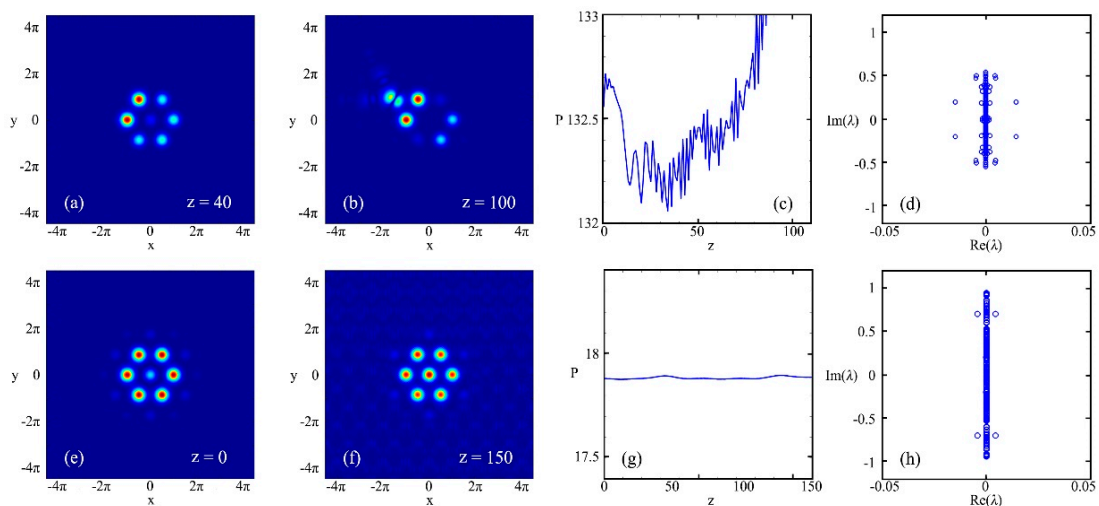 4π
2π
y 0
-2π
-4π
(a)
z = 40
-4π -2π 0 2π 4π
x
4π
2π
y 0
-2π
-4π
(b)
z = 100
-4π -2π 0 2π 4π
x
133
P 132.5
132
(c)
0 50 100
z
1
0.5
Im(λ) 0
-0.5
-1
(d)
-0.05 0 0.05
Re(λ)
4π
2π
y 0
-2π
-4π
(e)
z = 0
-4π -2π 0 2π 4π
x
4π
2π
y 0
-2π
-4π
(f)
z = 150
-4π -2π 0 2π 4π
x
18
P
17.5
(g)
0 50 100 150
z
1
0.5
Im(λ) 0
-0.5
-1
(h)
-0.05 0 0.05
Re(λ)